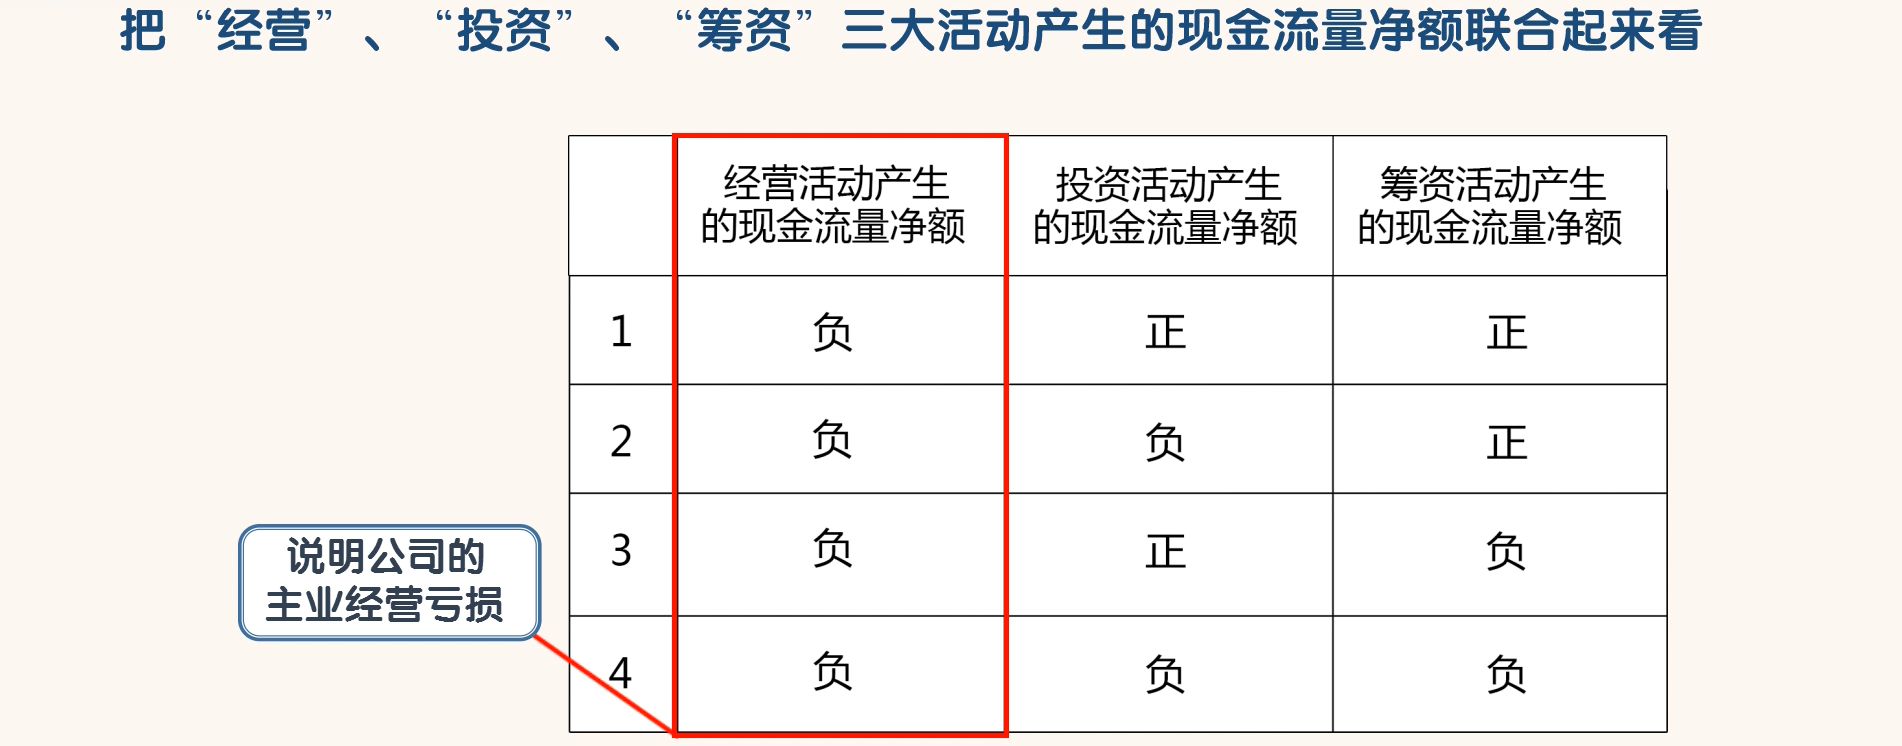 把“经营”、“投资”、“筹资”三大活动产生的现金流量净额联合起来看
经营活动产生
的现金流量净额
投资活动产生
的现金流量净额
筹资活动产生
的现金流量净额
1 负 正 正
2 负 负 正
3 负 正 负
4 负 负 负
说明公司的
主业经营亏损